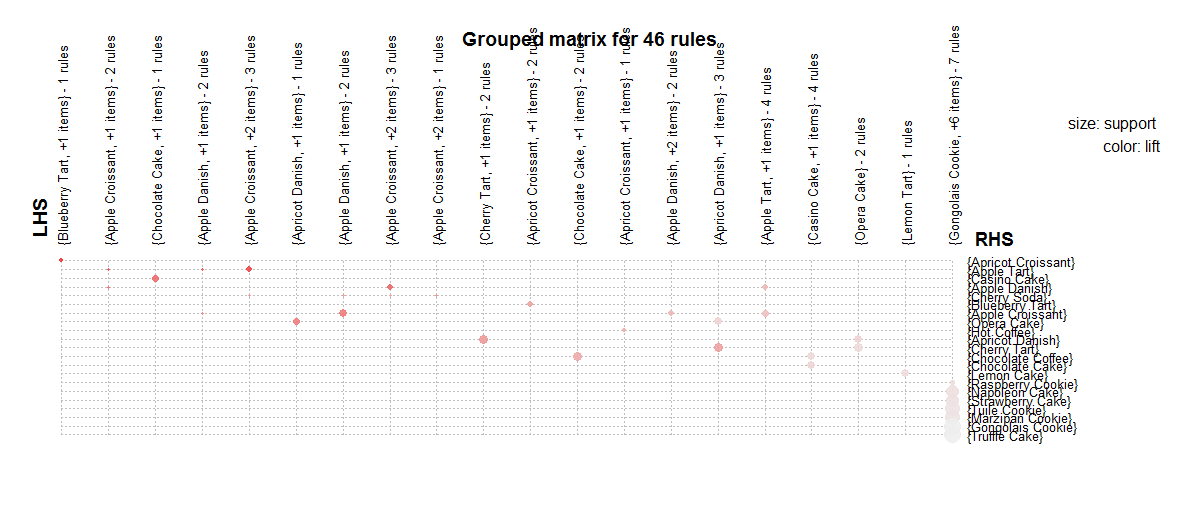 Grouped matrix for 46 rules
size: support
color: lift
LHS
{Blueberry Tart, +1 items} - 1 rules
{Apple Croissant, +1 items} - 2 rules
{Chocolate Cake, +1 items} - 1 rules
{Apple Danish, +1 items} - 2 rules
{Apple Croissant, +2 items} - 3 rules
{Apricot Danish, +1 items} - 1 rules
{Apple Danish, +1 items} - 2 rules
{Apple Croissant, +2 items} - 3 rules
{Apple Croissant, +2 items} - 1 rules
{Cherry Tart, +1 items} - 2 rules
{Apricot Croissant, +1 items} - 2 rules
{Chocolate Cake, +1 items} - 2 rules
{Apricot Croissant, +1 items} - 1 rules
{Apple Danish, +2 items} - 2 rules
{Apricot Danish, +1 items} - 3 rules
{Apple Tart, +1 items} - 4 rules
{Casino Cake, +1 items} - 4 rules
{Opera Cake} - 2 rules
{Lemon Tart} - 1 rules
{Gongolais Cookie, +6 items} - 7 rules
RHS
{Apricot Croissant}
{Apple Tart}
{Casino Cake}
{Apple Danish}
{Cherry Soda}
{Blueberry Tart}
{Apple Croissant}
{Opera Cake}
{Hot Coffee}
{Apricot Danish}
{Cherry Tart}
{Chocolate Coffee}
{Chocolate Cake}
{Lemon Cake}
{Raspberry Cookie}
{Napoleon Cake}
{Strawberry Cake}
{Tuile Cookie}
{Marzipan Cookie}
{Gongolais Cookie}
{Truffle Cake}